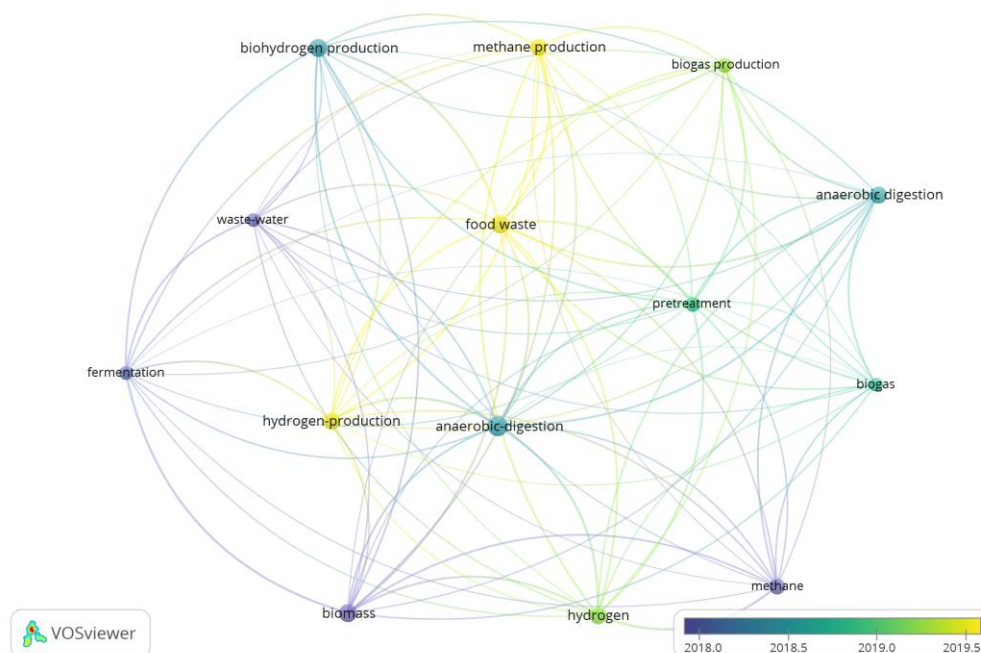 biohydrogen production
methane production
biogas production
anaerobic digestion
waste-water
food waste
pretreatment
fermentation
biogas
hydrogen-production
anaerobic-digestion
methane
biomass
hydrogen
VOSviewer
2018.0 2018.5 2019.0 2019.5